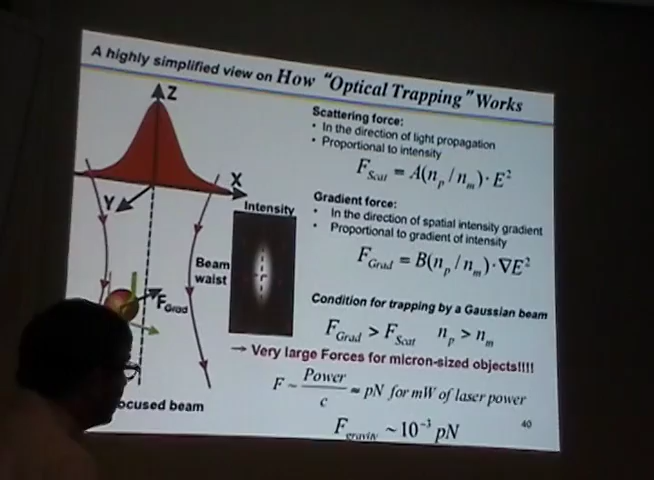 A highly simplified view on How "Optical Trapping" Works
Z
X
Y
Intensity
Beam
waist
F_Grad
ocused beam
Scattering force:
• In the direction of light propagation
• Proportional to intensity
F_Scat = A(n_p / n_m) · E²
Gradient force:
• In the direction of spatial intensity gradient
• Proportional to gradient of intensity
F_Grad = B(n_p / n_m) · ∇E²
Condition for trapping by a Gaussian beam
F_Grad > F_Scat n_p > n_m
→ Very large Forces for micron-sized objects!!!!
F ~ Power / c ≈ pN for mW of laser power
F_gravity ~ 10⁻³ pN
40